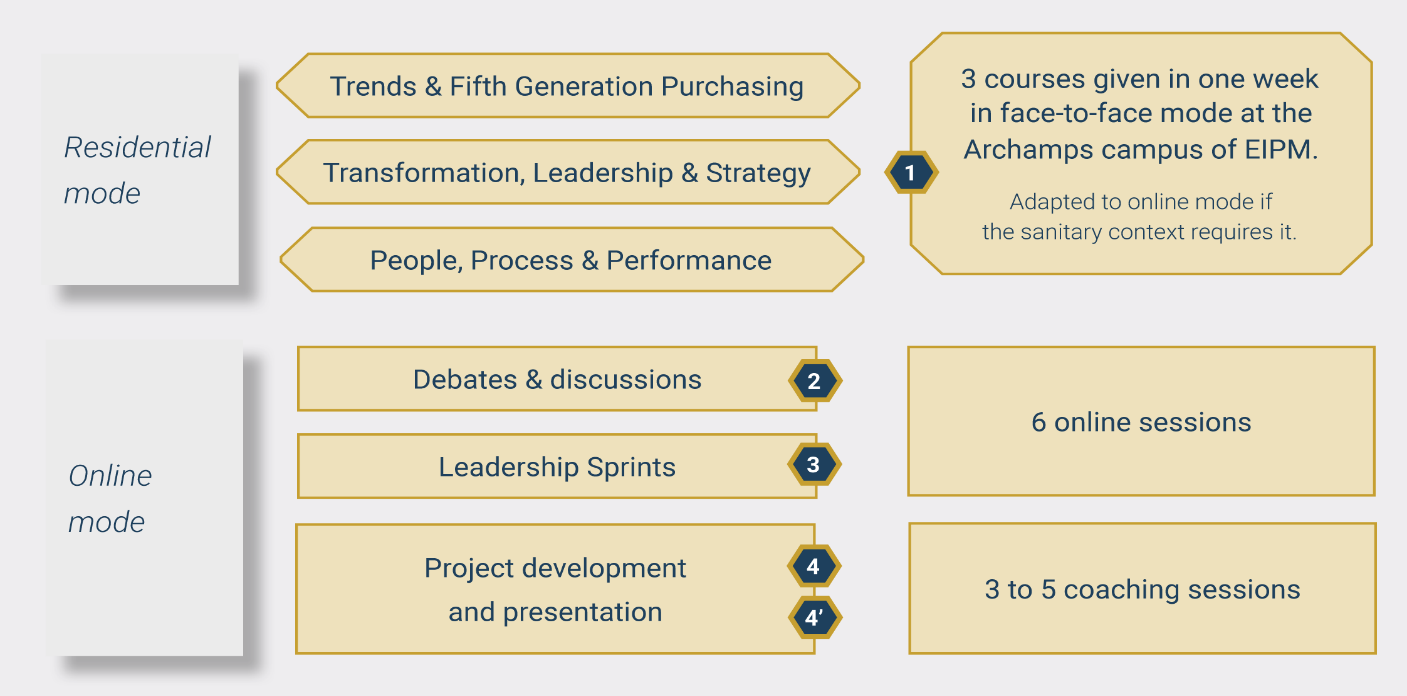 Residential
mode
Trends & Fifth Generation Purchasing
Transformation, Leadership & Strategy
People, Process & Performance
1
3 courses given in one week
in face-to-face mode at the
Archamps campus of EIPM.
Adapted to online mode if
the sanitary context requires it.
Online
mode
Debates & discussions
2
Leadership Sprints
3
6 online sessions
Project development
and presentation
4
4’
3 to 5 coaching sessions